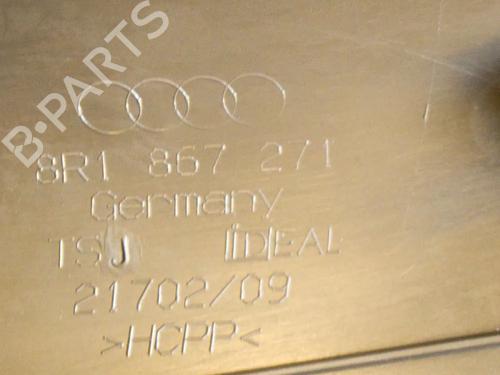 B-PARTS
8R1 867 271
Germany
TSJ IDEAL
21702/09
>HCPP<